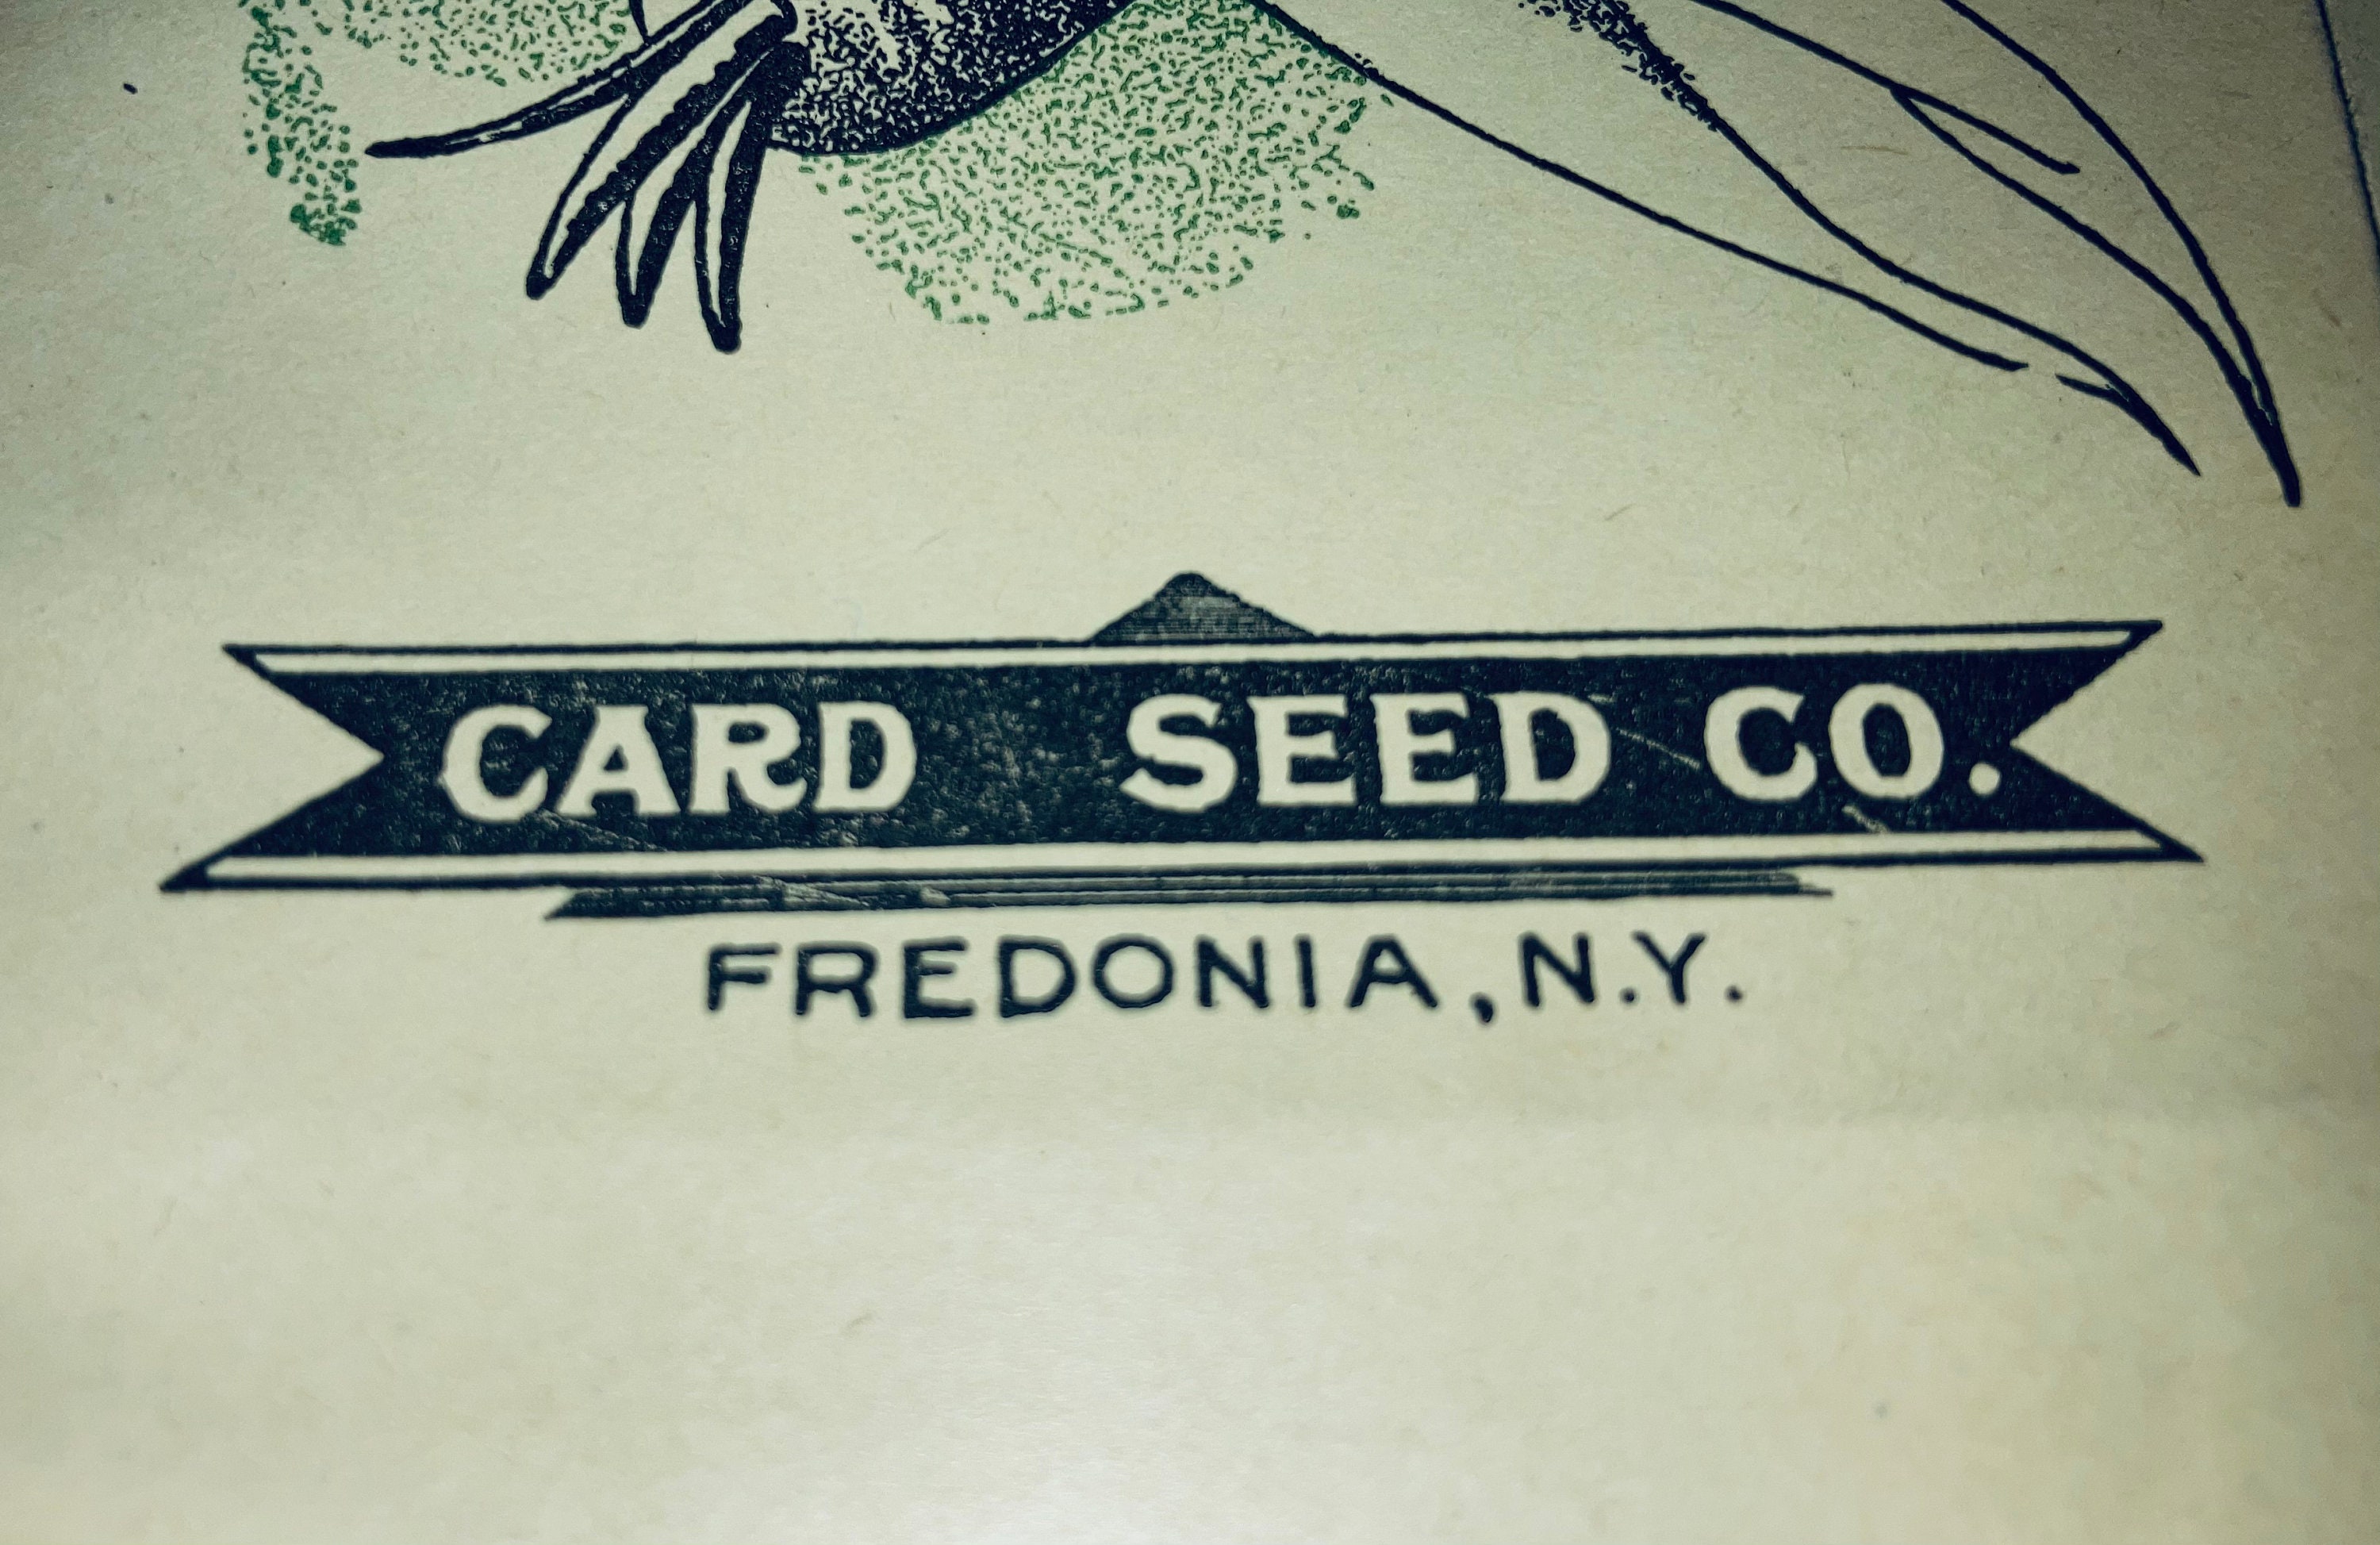 CARD SEED CO.
FREDONIA, N.Y.